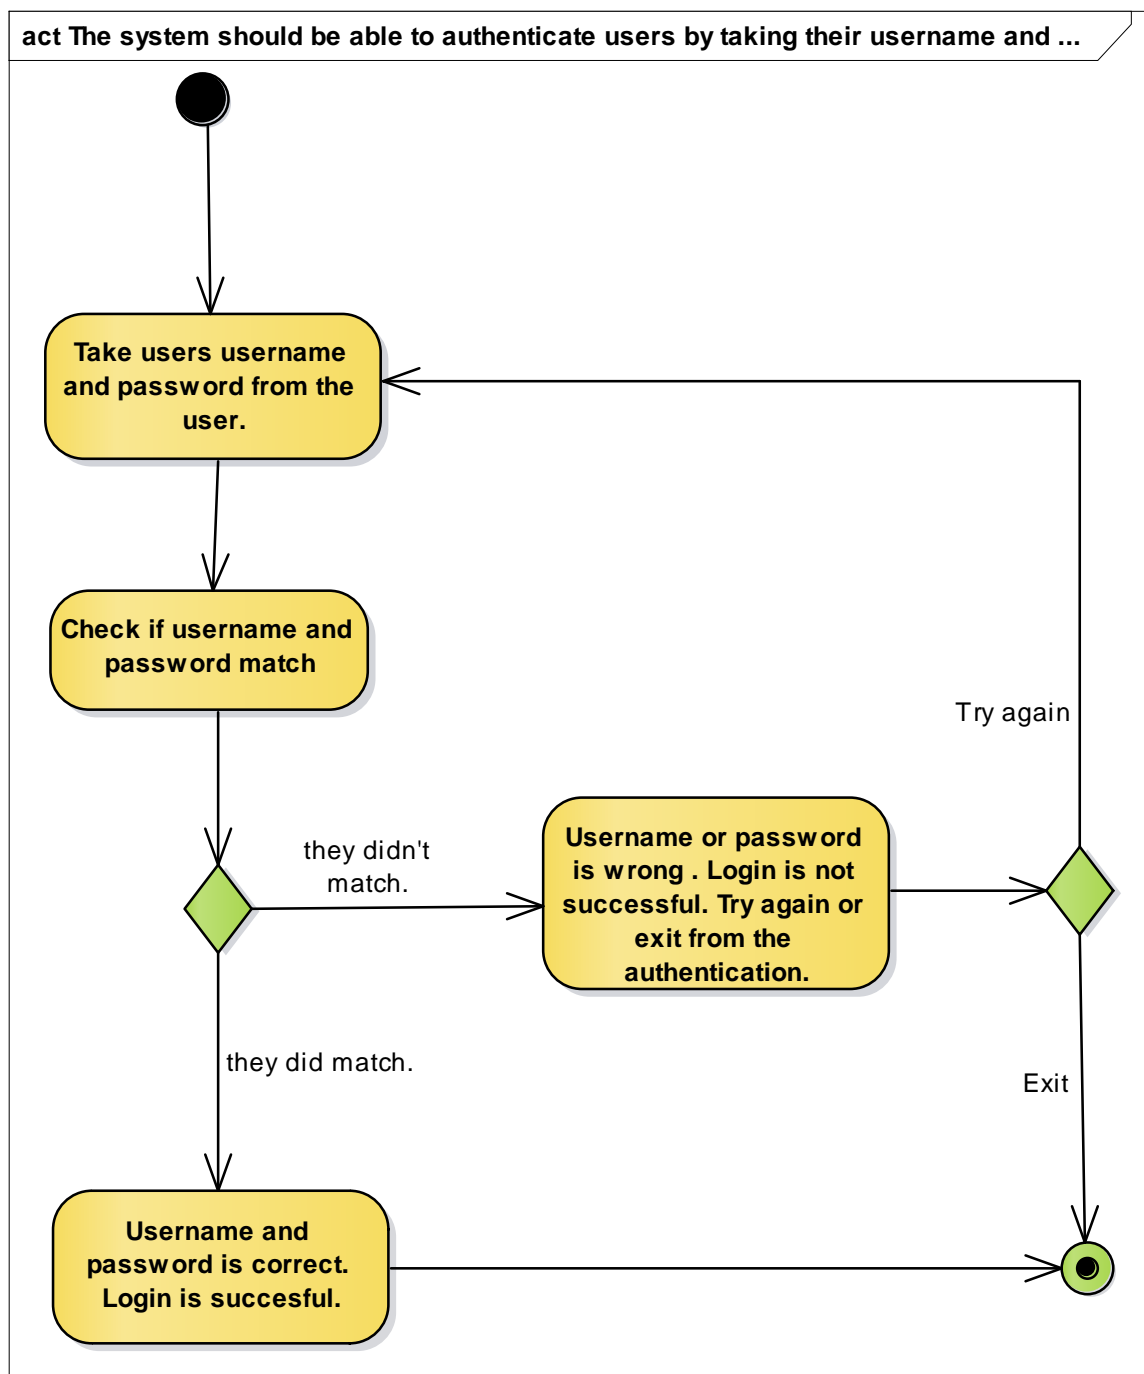 act The system should be able to authenticate users by taking their username and ...
Take users username
and password from the
user.
Check if username and
password match
Try again
they didn't
match.
Username or password
is wrong . Login is not
successful. Try again or
exit from the
authentication.
they did match.
Exit
Username and
password is correct.
Login is succesful.